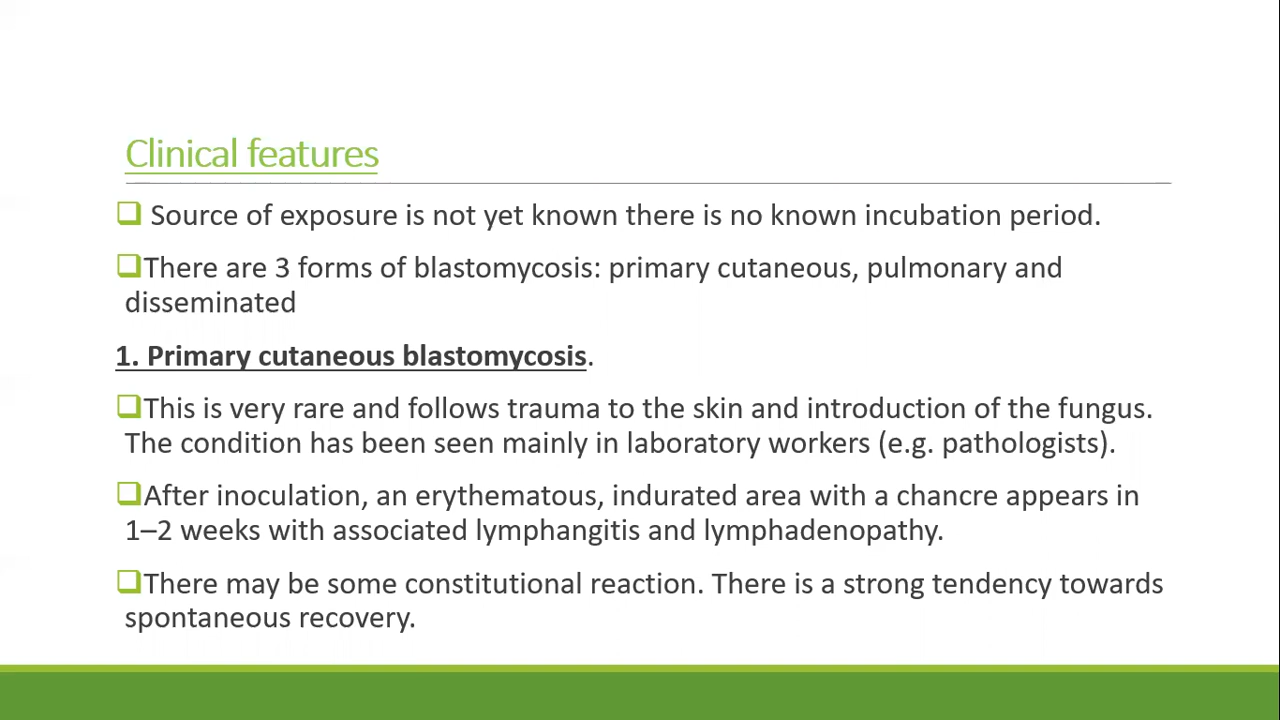 Clinical features
Source of exposure is not yet known there is no known incubation period.
There are 3 forms of blastomycosis: primary cutaneous, pulmonary and
disseminated
1. Primary cutaneous blastomycosis.
This is very rare and follows trauma to the skin and introduction of the fungus.
The condition has been seen mainly in laboratory workers (e.g. pathologists).
After inoculation, an erythematous, indurated area with a chancre appears in
1–2 weeks with associated lymphangitis and lymphadenopathy.
There may be some constitutional reaction. There is a strong tendency towards
spontaneous recovery.